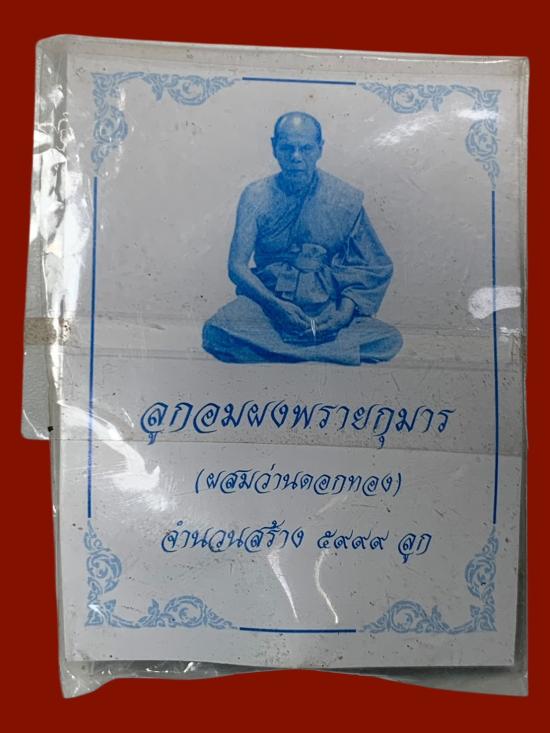 ลูกอมผงพรายกุมาร
(ผสมว่านดอกทอง)
จำนวนสร้าง ๕๙๙๙ ลูก